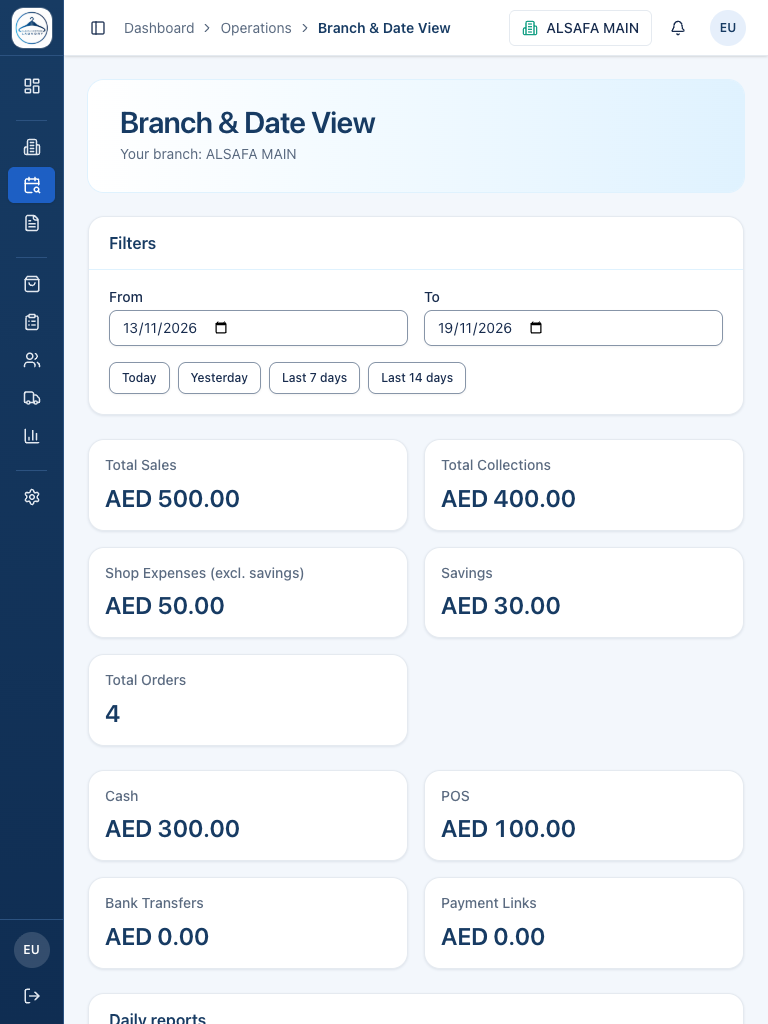 Dashboard > Operations > Branch & Date View
ALSAFA MAIN
EU
Branch & Date View
Your branch: ALSAFA MAIN
Filters
From
To
13/11/2026
19/11/2026
Today
Yesterday
Last 7 days
Last 14 days
Total Sales
AED 500.00
Total Collections
AED 400.00
Shop Expenses (excl. savings)
AED 50.00
Savings
AED 30.00
Total Orders
4
Cash
AED 300.00
POS
AED 100.00
Bank Transfers
AED 0.00
Payment Links
AED 0.00
EU
Daily reports